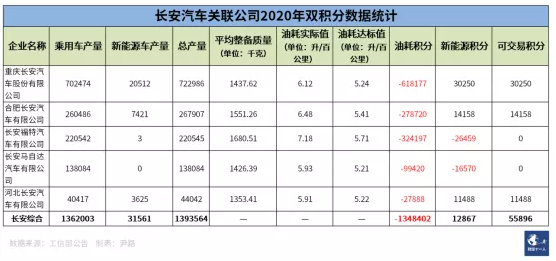 长安汽车关联公司2020年双积分数据统计
企业名称 乘用车产量 新能源车产量 总产量 平均整备质量（单位：千克） 油耗实际值（单位：升/百公里） 油耗达标值（单位：升/百公里） 油耗积分 新能源积分 可交易积分
重庆长安汽车股份有限公司 702474 20512 722986 1437.62 6.12 5.24 -618177 30250 30250
合肥长安汽车有限公司 260486 7421 267907 1551.26 6.48 5.41 -278720 14158 14158
长安福特汽车有限公司 220542 3 220545 1680.51 7.18 5.71 -324197 -26459 0
长安马自达汽车有限公司 138084 0 138084 1426.39 5.93 5.21 -99420 -16570 0
河北长安汽车有限公司 40417 3625 44042 1353.41 5.91 5.22 -27888 11488 11488
长安综合 1362003 31561 1393564 — — — -1348402 12867 55896
数据来源：工信部公告 制表：尹路